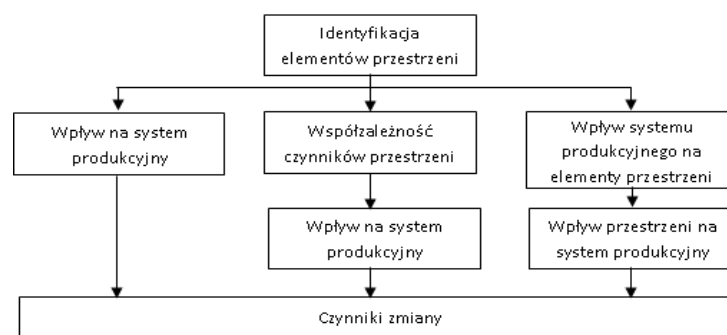 Identyfikacja
elementów przestrzeni
Wpływ na system
produkcyjny
Współzależność
czynników przestrzeni
Wpływ systemu
produkcyjnego na
elementy przestrzeni
Wpływ na system
produkcyjny
Wpływ przestrzeni na
system produkcyjny
Czynniki zmiany